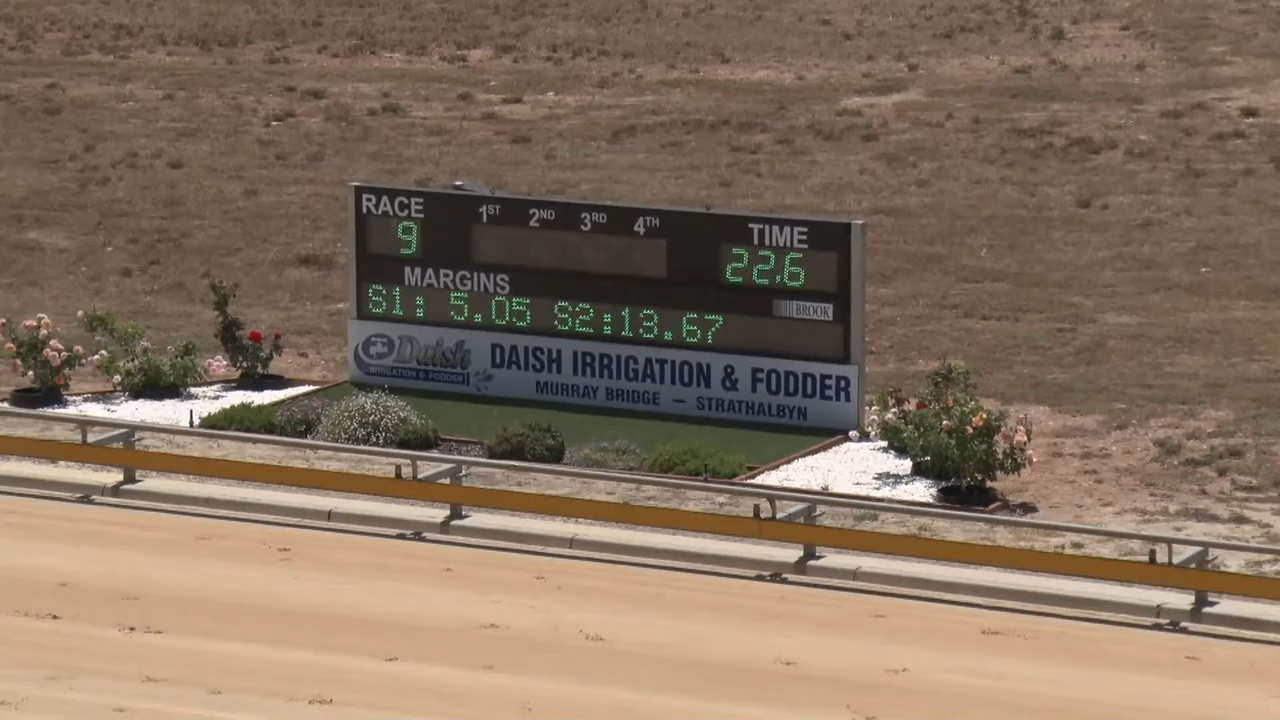 RACE 1ST 2ND 3RD 4TH TIME
9 22.6
MARGINS
S1: 5.05 S2:13.67
BROOK
Daish
IRRIGATION & FODDER
DAISH IRRIGATION & FODDER
MURRAY BRIDGE — STRATHALBYN